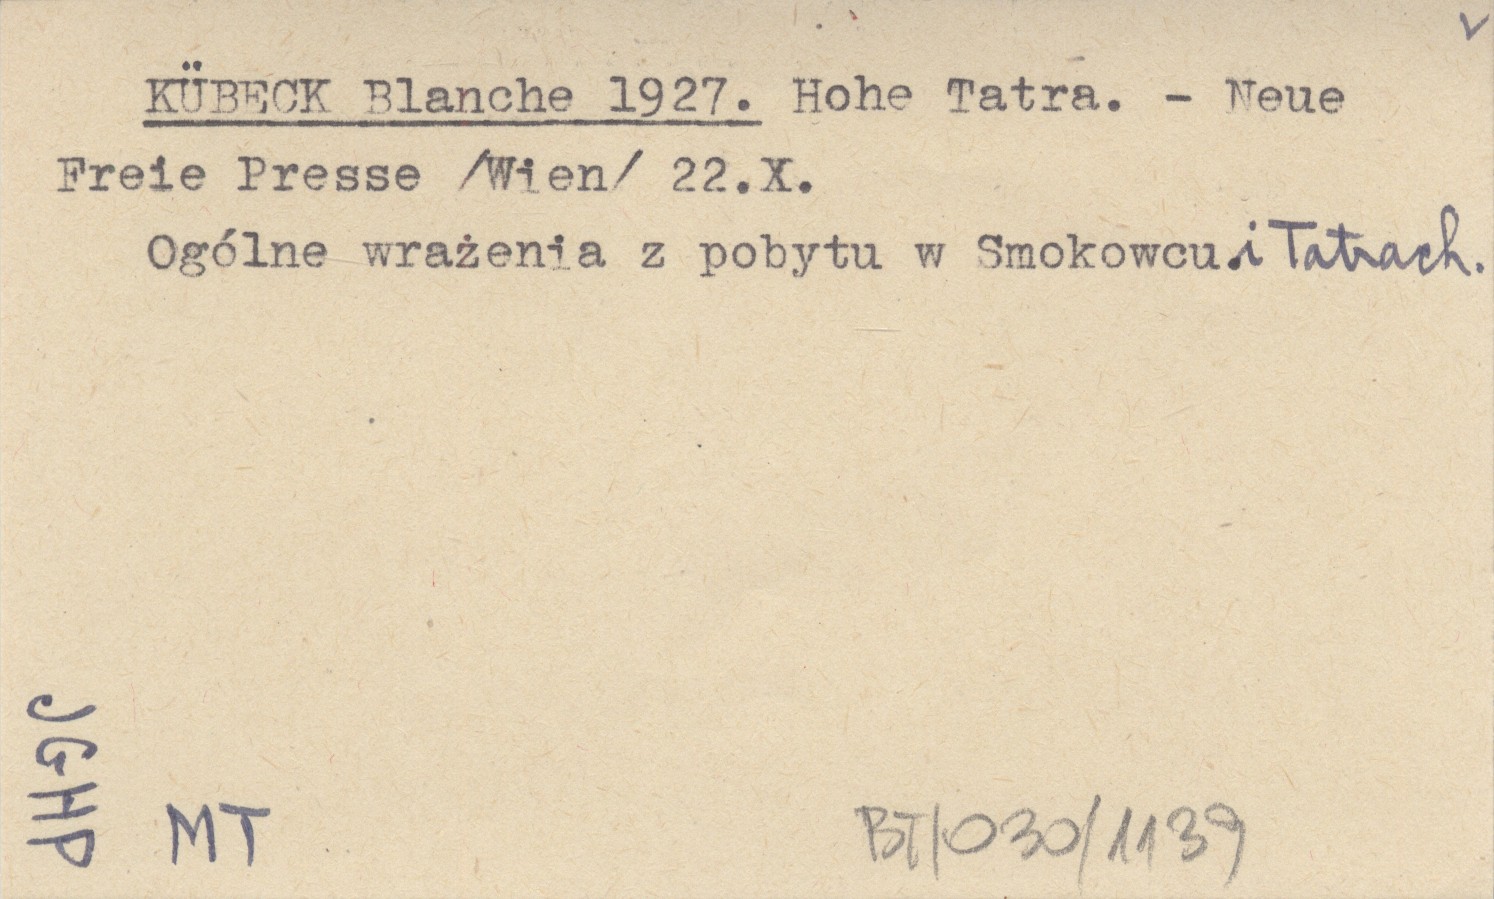 KÜBECK Blanche 1927. Hohe Tatra. - Neue
Freie Presse /Wien/ 22.X.
Ogólne wrażenia z pobytu w Smokowcu. i Tatrach.
JGHP
MT
BT/030/1139